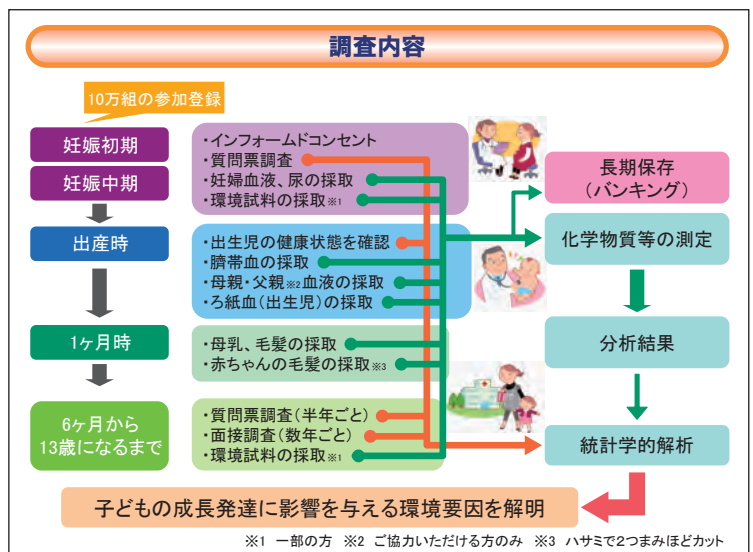 調査内容
10万組の参加登録
妊娠初期
妊娠中期
出産時
1ヶ月時
6ヶ月から
13歳になるまで
・インフォームドコンセント
・質問票調査
・妊婦血液、尿の採取
・環境試料の採取※1
・出生児の健康状態を確認
・臍帯血の採取
・母親・父親※2血液の採取
・ろ紙血(出生児)の採取
・母乳、毛髪の採取
・赤ちゃんの毛髪の採取※3
・質問票調査(半年ごと)
・面接調査(数年ごと)
・環境試料の採取※1
長期保存
(バンキング)
化学物質等の測定
分析結果
統計学的解析
子どもの成長発達に影響を与える環境要因を解明
※1 一部の方 ※2 ご協力いただける方のみ ※3 ハサミで2つまみほどカット